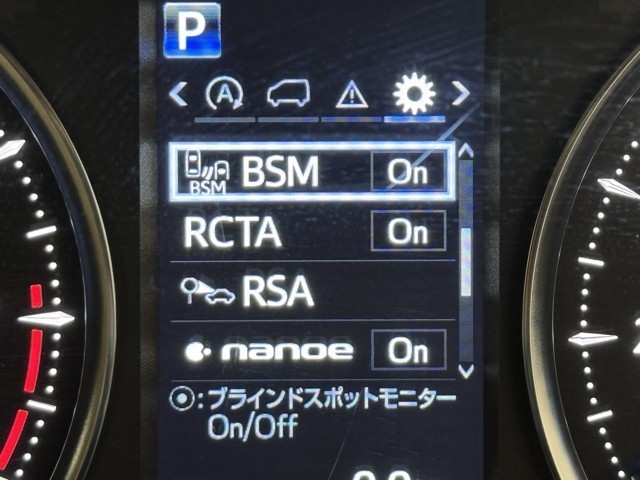 P
A
BSM BSM On
RCTA On
RSA
nanoe On
⦿:ブラインドスポットモニター
On/Off